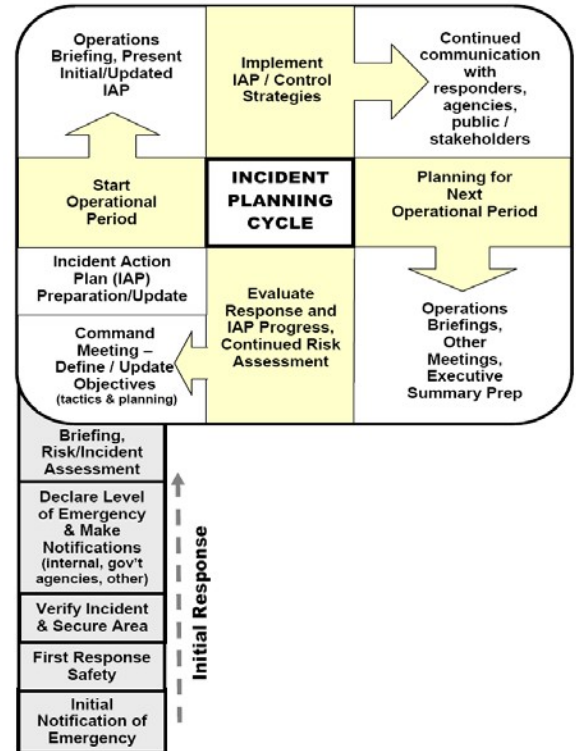 Operations
Briefing, Present
Initial/Updated
IAP
Implement
IAP / Control
Strategies
Continued
communication
with
responders,
agencies,
public /
stakeholders
Start
Operational
Period
INCIDENT
PLANNING
CYCLE
Planning for
Next
Operational Period
Incident Action
Plan (IAP)
Preparation/Update
Command
Meeting –
Define / Update
Objectives
(tactics & planning)
Evaluate
Response and
IAP Progress,
Continued Risk
Assessment
Operations
Briefings,
Other
Meetings,
Executive
Summary Prep
Briefing,
Risk/Incident
Assessment
Declare Level
of Emergency
& Make
Notifications
(internal, gov't
agencies, other)
Verify Incident
& Secure Area
First Response
Safety
Initial
Notification of
Emergency
Initial Response